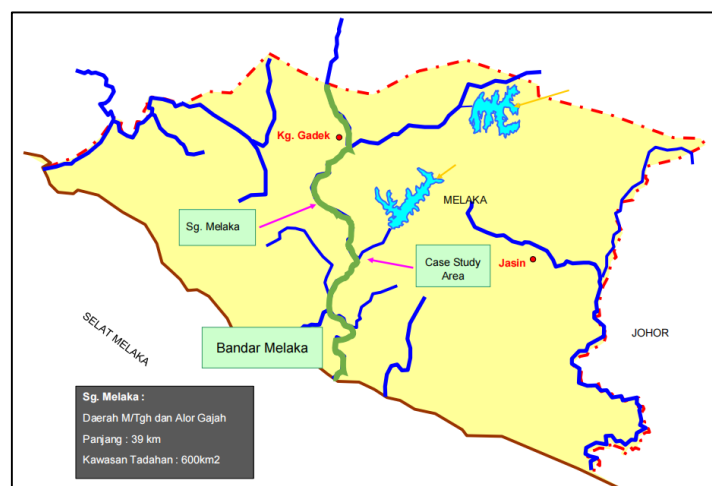 Kg. Gadek
MELAKA
Sg. Melaka
Case Study
Area
Jasin
SELAT MELAKA
Bandar Melaka
JOHOR
Sg. Melaka :
Daerah M/Tgh dan Alor Gajah
Panjang : 39 km
Kawasan Tadahan : 600km2